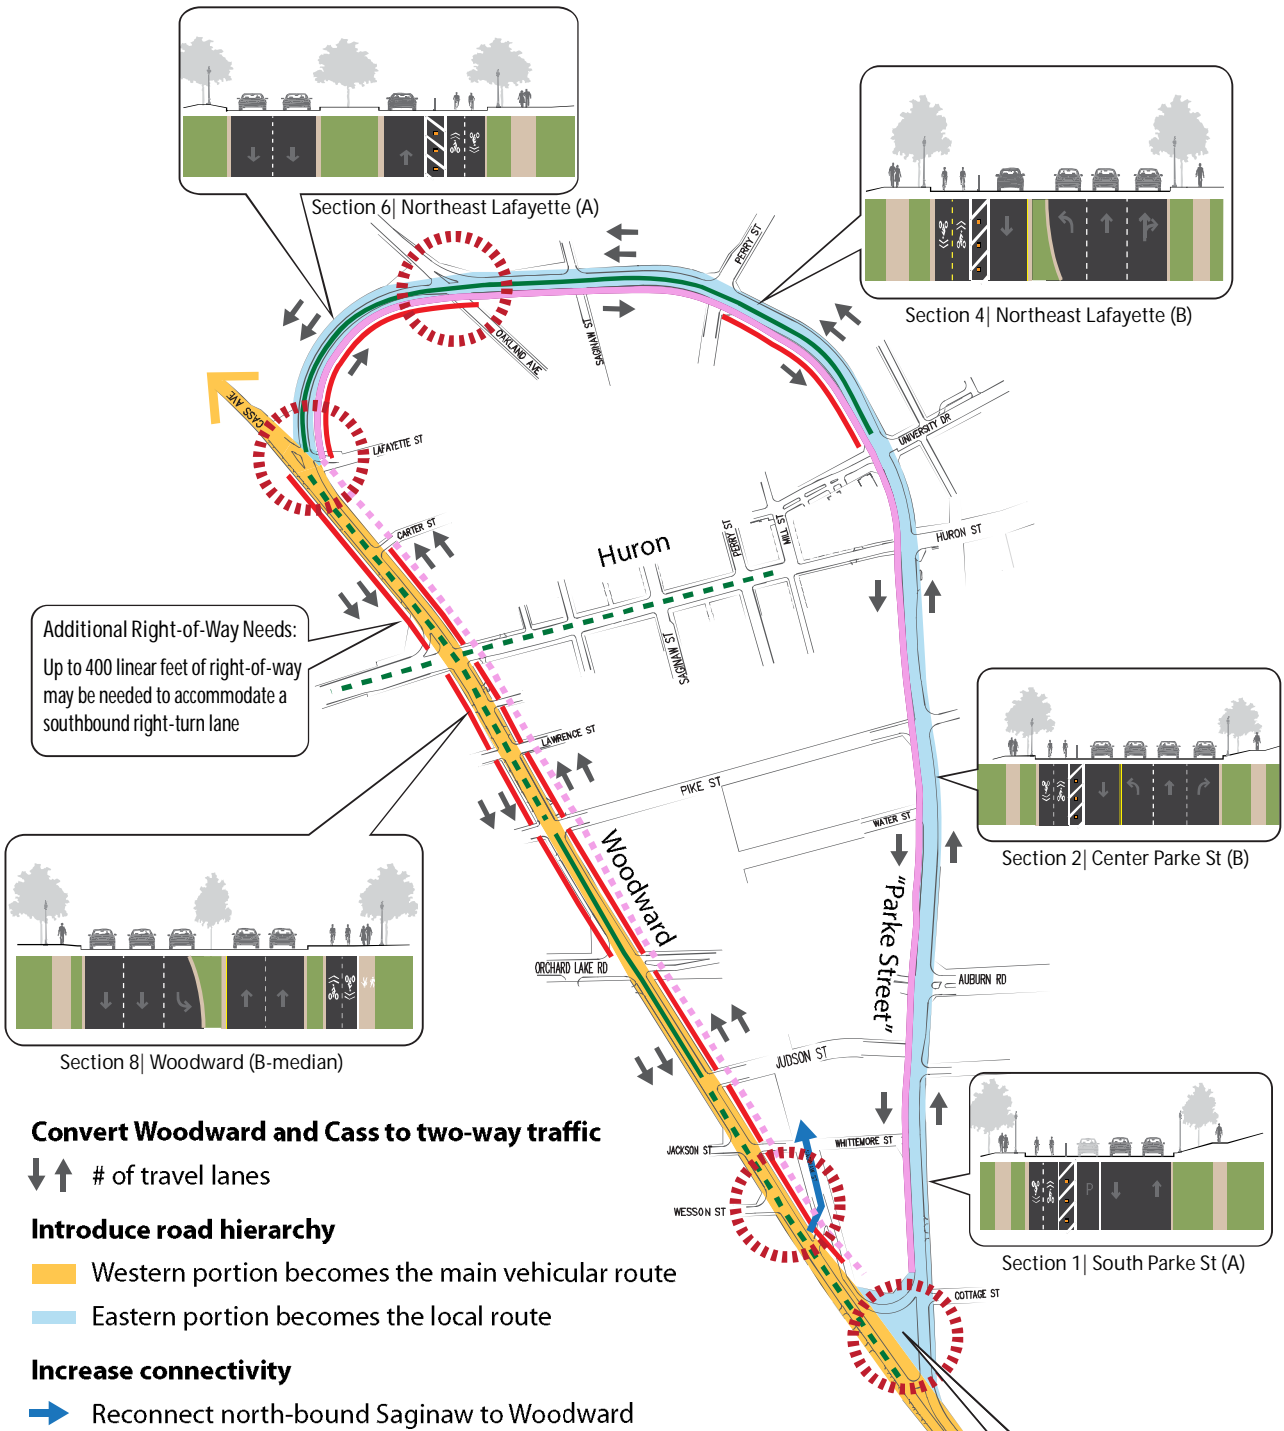 Section 6| Northeast Lafayette (A)
Section 4| Northeast Lafayette (B)
PERRY ST
SAGINAW ST
OAKLAND AVE
CASS AVE
LAFAYETTE ST
UNIVERSITY DR
CARTER ST
Huron
PERRY ST
MILL ST
HURON ST
Additional Right-of-Way Needs:
Up to 400 linear feet of right-of-way
may be needed to accommodate a
southbound right-turn lane
SAGINAW ST
LAWRENCE ST
PIKE ST
WATER ST
Section 2| Center Parke St (B)
Woodward
"Parke Street"
ORCHARD LAKE RD
AUBURN RD
Section 8| Woodward (B-median)
JUDSON ST
P
Convert Woodward and Cass to two-way traffic
# of travel lanes
JACKSON ST
WHITTEMORE ST
WESSON ST
Section 1| South Parke St (A)
Introduce road hierarchy
Western portion becomes the main vehicular route
COTTAGE ST
Eastern portion becomes the local route
Increase connectivity
Reconnect north-bound Saginaw to Woodward